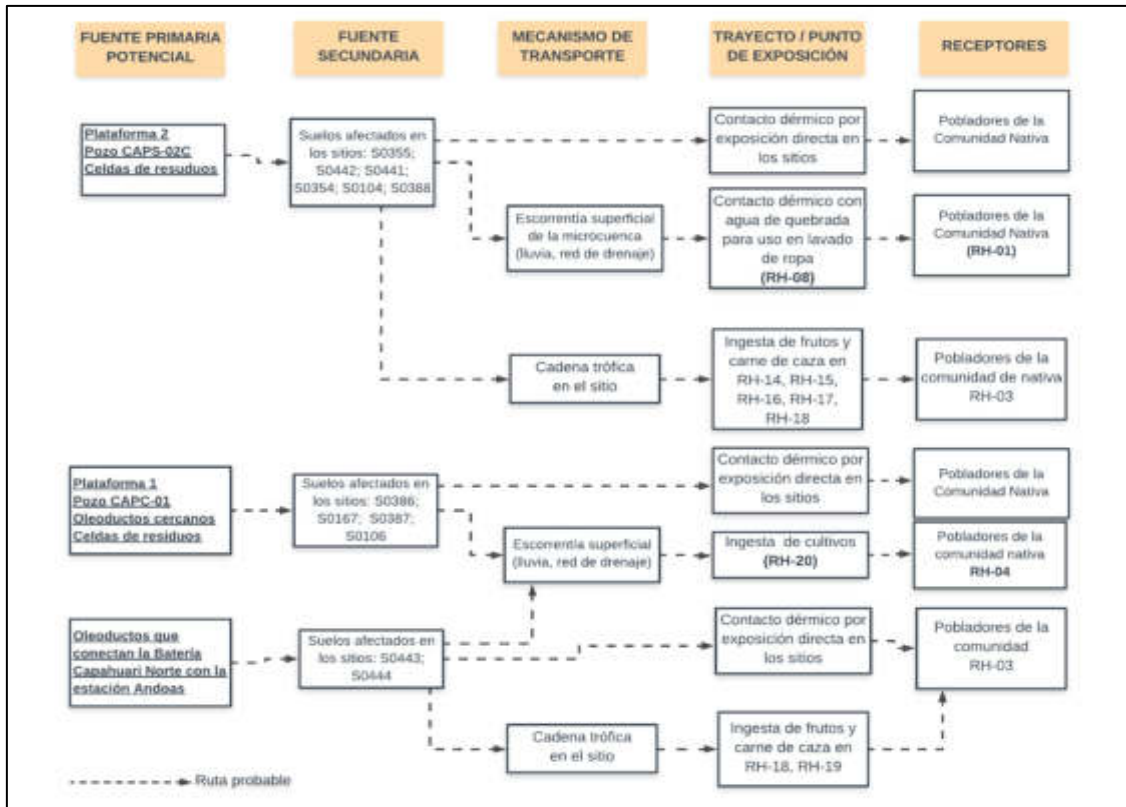 FUENTE PRIMARIA
POTENCIAL
FUENTE
SECUNDARIA
MECANISMO DE
TRANSPORTE
TRAYECTO / PUNTO
DE EXPOSICIÓN
RECEPTORES
Plataforma 2
Pozo CAPS-02C
Celdas de resuduos
Suelos afectados en
los sitios: S0355;
S0442; S0441;
S0354; S0104; S0388
Contacto dérmico por
exposición directa en
los sitios
Pobladores de la
Comunidad Nativa
Escorrentía superficial
de la microcuenca
(lluvia, red de drenaje)
Contacto dérmico con
agua de quebrada
para uso en lavado
de ropa
(RH-08)
Pobladores de la
Comunidad Nativa
(RH-01)
Cadena trófica
en el sitio
Ingesta de frutos y
carne de caza en
RH-14, RH-15,
RH-16, RH-17,
RH-18
Pobladores de la
comunidad de nativa
RH-03
Plataforma 1
Pozo CAPC-01
Oleoductos cercanos
Celdas de residuos
Suelos afectados en
los sitios: S0386;
S0167; S0387;
S0106
Contacto dérmico por
exposición directa en
los sitios
Pobladores de la
Comunidad Nativa
Escorrentía superficial
(lluvia, red de drenaje)
Ingesta de cultivos
(RH-20)
Pobladores de la
comunidad nativa
RH-04
Oleoductos que
conectan la Batería
Capahuari Norte con la
estación Andoas
Suelos afectados en
los sitios: S0443;
S0444
Contacto dérmico por
exposición directa en
los sitios
Pobladores de la
comunidad
RH-03
Cadena trófica
en el sitio
Ingesta de frutos y
carne de caza en
RH-18, RH-19
Ruta probable